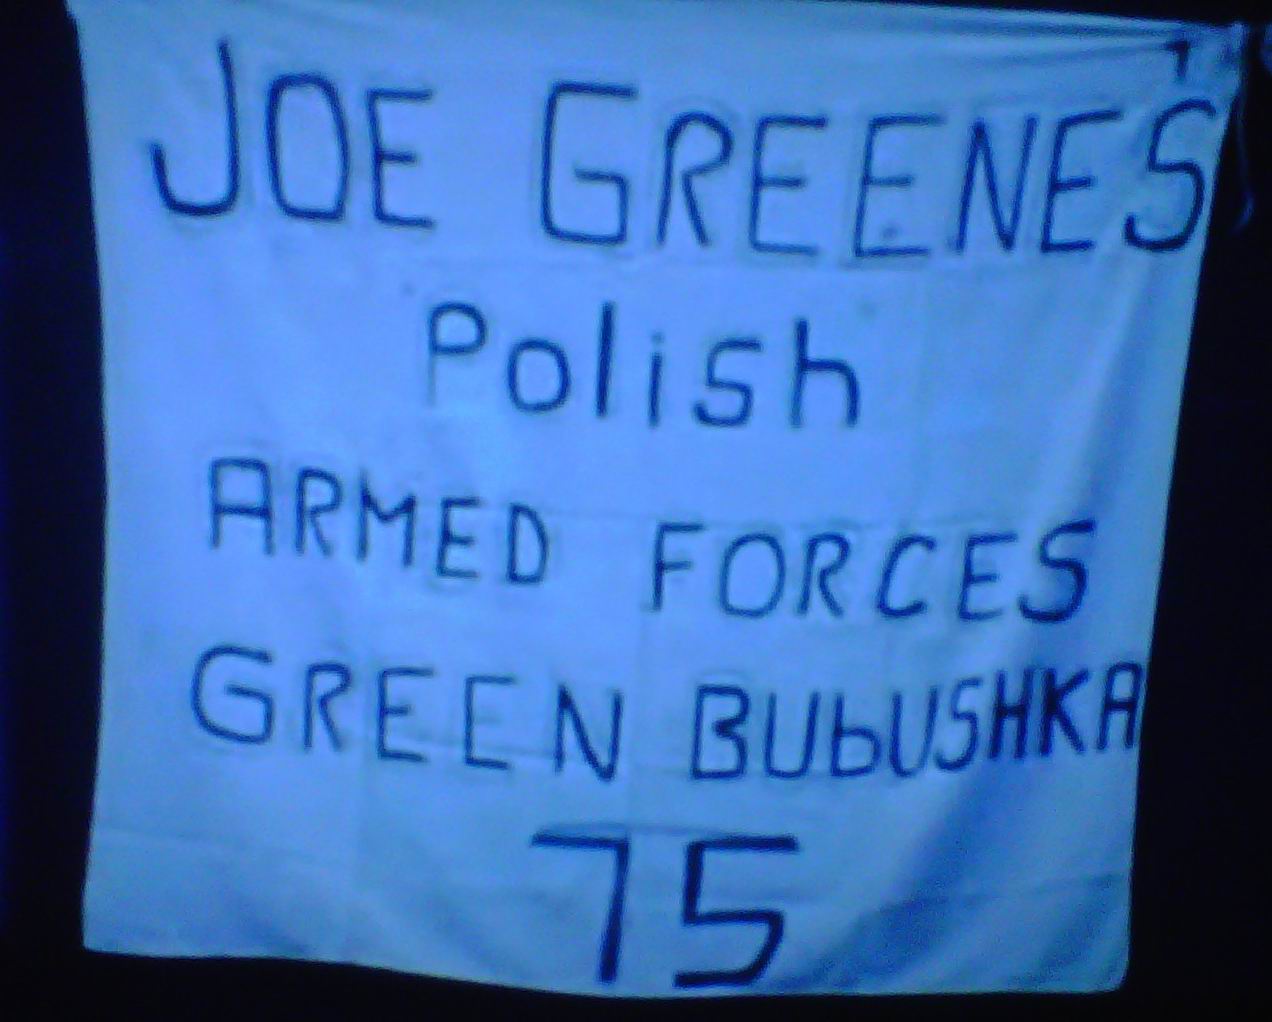 JOE GREENE'S
Polish
ARMED FORCES
GREEN BUbUSHKA
75